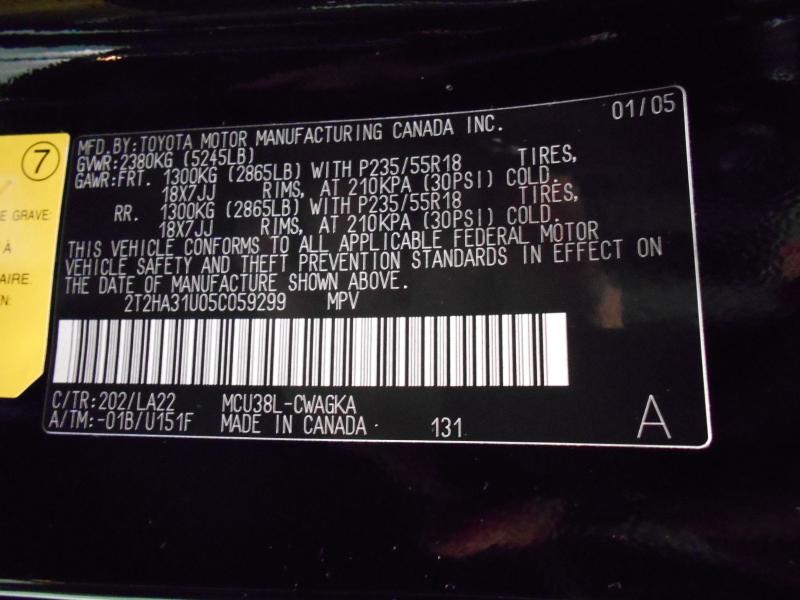 01/05
MFD.BY:TOYOTA MOTOR MANUFACTURING CANADA INC.
GVWR:2380KG (5245LB)
GAWR:FRT. 1300KG (2865LB) WITH P235/55R18 TIRES,
18X7JJ RIMS, AT 210KPA (30PSI) COLD.
RR. 1300KG (2865LB) WITH P235/55R18 TIRES,
18X7JJ RIMS, AT 210KPA (30PSI) COLD.
THIS VEHICLE CONFORMS TO ALL APPLICABLE FEDERAL MOTOR
VEHICLE SAFETY AND THEFT PREVENTION STANDARDS IN EFFECT ON
THE DATE OF MANUFACTURE SHOWN ABOVE.
2T2HA31U05C059299 MPV
C/TR:202/LA22 MCU38L-CWAGKA
A/TM:-01B/U151F MADE IN CANADA 131 A
7
E GRAVE:
À
AIRE.
EN: